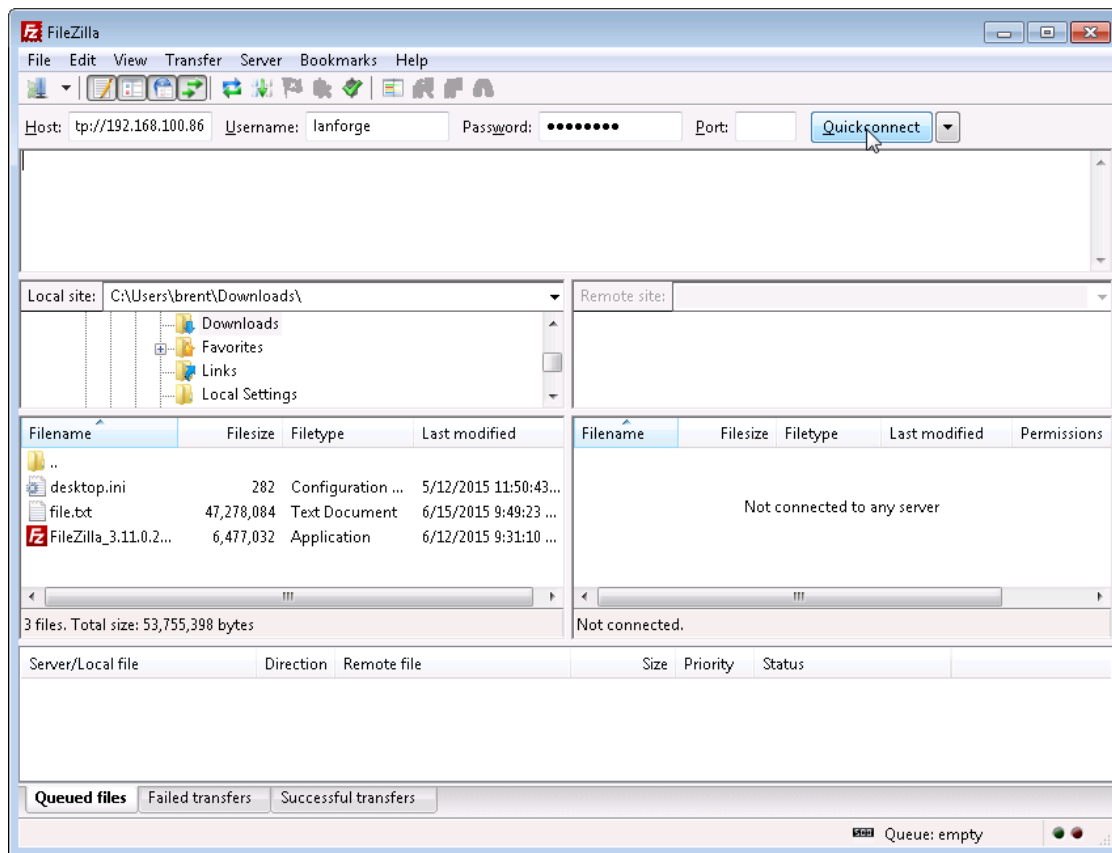 FileZilla
File Edit View Transfer Server Bookmarks Help
Host: tp://192.168.100.86 Username: lanforge Password: •••••••• Port: Quickconnect
Local site: C:\Users\brent\Downloads\
Remote site:
Downloads
Favorites
Links
Local Settings
Filename Filesize Filetype Last modified
..
desktop.ini 282 Configuration ... 5/12/2015 11:50:43...
file.txt 47,278,084 Text Document 6/15/2015 9:49:23 ...
FileZilla_3.11.0.2... 6,477,032 Application 6/12/2015 9:31:10 ...
3 files. Total size: 53,755,398 bytes
Filename Filesize Filetype Last modified Permissions
Not connected to any server
Not connected.
Server/Local file Direction Remote file Size Priority Status
Queued files Failed transfers Successful transfers
Queue: empty